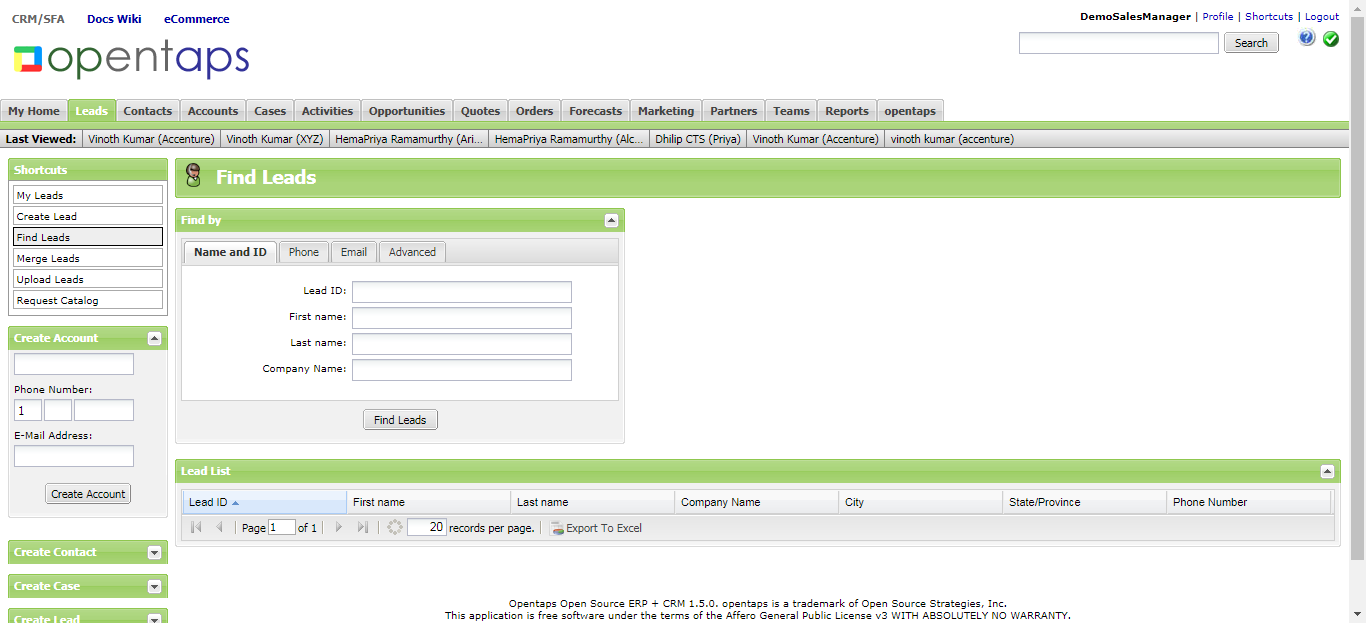 CRM/SFA Docs Wiki eCommerce
DemoSalesManager | Profile | Shortcuts | Logout
opentaps
Search
My Home Leads Contacts Accounts Cases Activities Opportunities Quotes Orders Forecasts Marketing Partners Teams Reports opentaps
Last Viewed: Vinoth Kumar (Accenture) Vinoth Kumar (XYZ) HemaPriya Ramamurthy (Ari... HemaPriya Ramamurthy (Alc... Dhilip CTS (Priya) Vinoth Kumar (Accenture) vinoth kumar (accenture)
Shortcuts
My Leads
Create Lead
Find Leads
Merge Leads
Upload Leads
Request Catalog
Create Account
Phone Number:
1
E-Mail Address:
Create Account
Create Contact
Create Case
Create Lead
Find Leads
Find by
Name and ID Phone Email Advanced
Lead ID:
First name:
Last name:
Company Name:
Find Leads
Lead List
Lead ID First name Last name Company Name City State/Province Phone Number
Page 1 of 1 20 records per page. Export To Excel
Opentaps Open Source ERP + CRM 1.5.0. opentaps is a trademark of Open Source Strategies, Inc.
This application is free software under the terms of the Affero General Public License v3 WITH ABSOLUTELY NO WARRANTY.